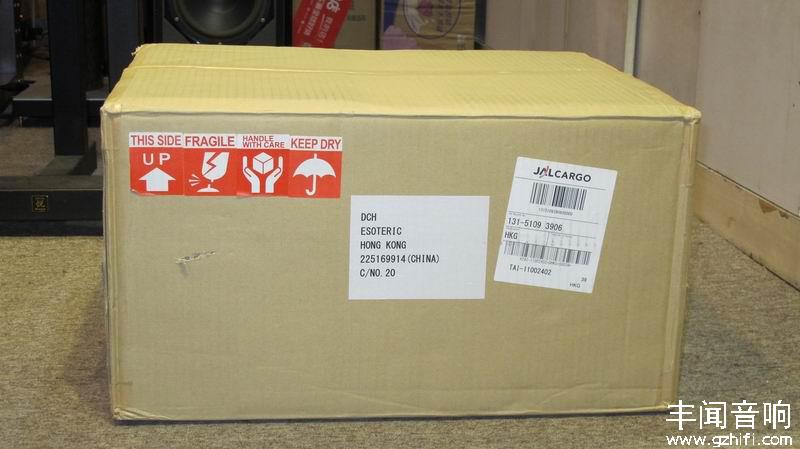 THIS SIDE
UP
FRAGILE
HANDLE
WITH CARE
KEEP DRY
DCH
ESOTERIC
HONG KONG
225169914(CHINA)
C/NO. 20
JALCARGO
131-5109 3906
HKG
TAI-11002402
39
HKG
丰闻音响
www.gzhifi.com